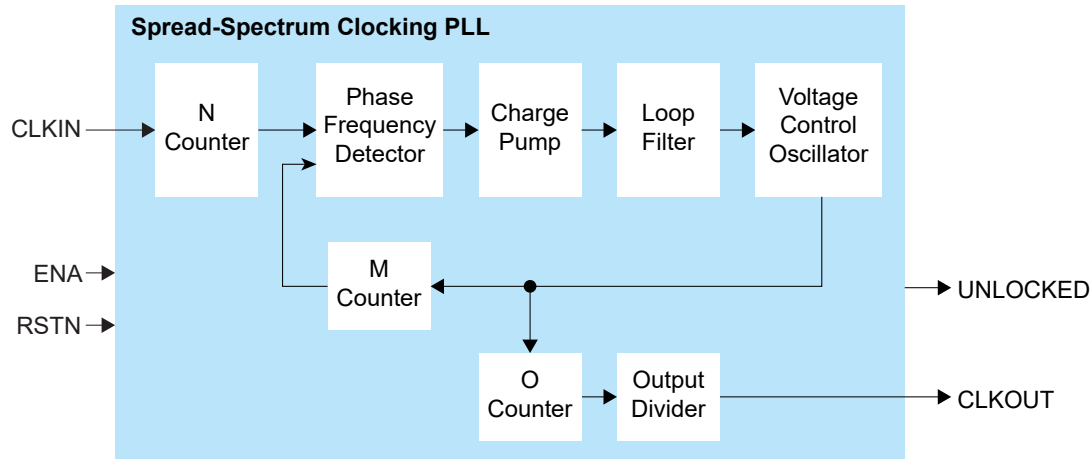 Spread-Spectrum Clocking PLL
CLKIN
N
Counter
Phase
Frequency
Detector
Charge
Pump
Loop
Filter
Voltage
Control
Oscillator
ENA
RSTN
M
Counter
UNLOCKED
O
Counter
Output
Divider
CLKOUT